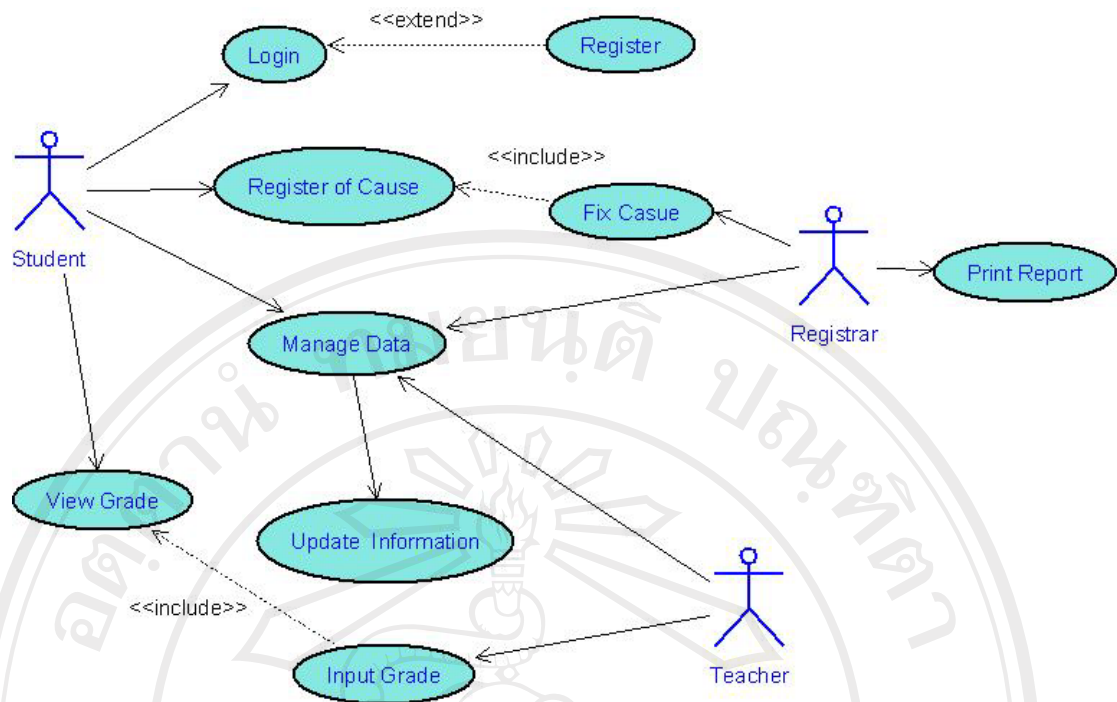 <<extend>>
Login
Register
<<include>>
Register of Cause
Fix Casue
Student
Registrar
Print Report
Manage Data
View Grade
Update Information
<<include>>
Input Grade
Teacher